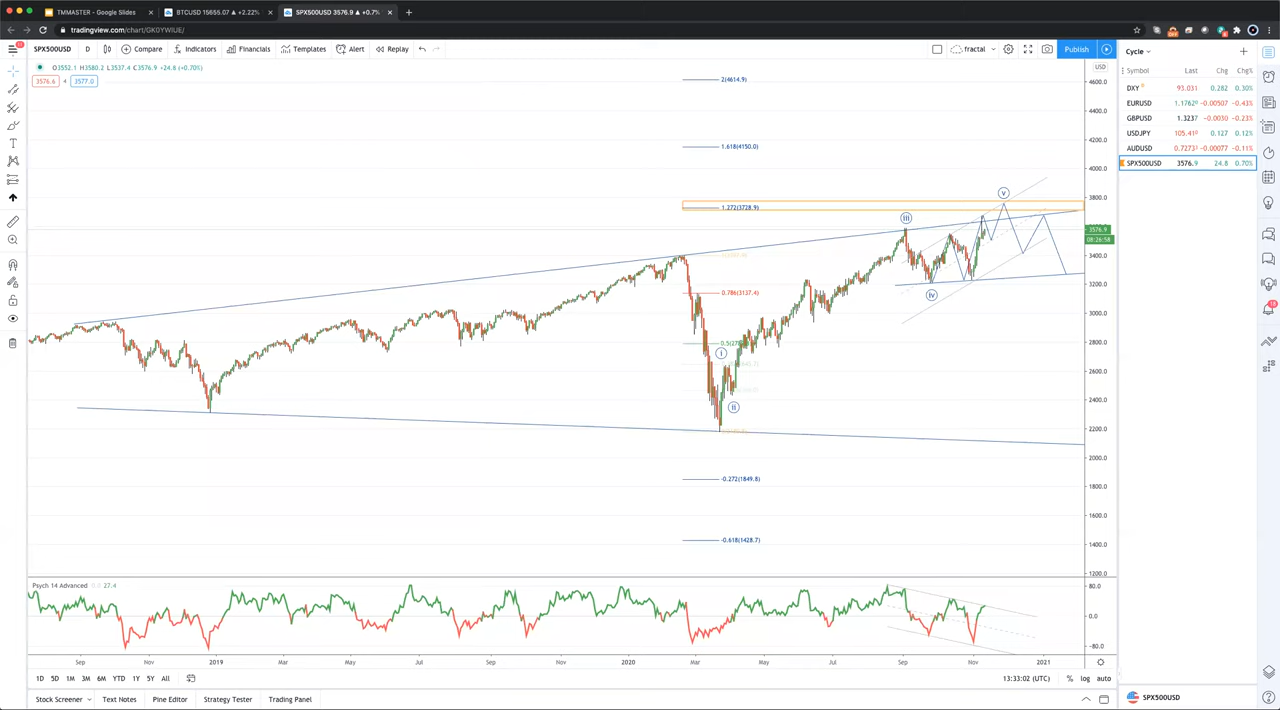 TMMASTER - Google Slides
BTCUSD 15655.07 ▲ +2.22%
SPX500USD 3576.9 ▲ +0.7%
tradingview.com/chart/GK0YWIUE/
SPX500USD D Compare Indicators Financials Templates Alert Replay fractal Publish
O3552.1 H3580.2 L3537.4 C3576.9 +24.8 (+0.70%)
3576.6 4 3577.0
USD
Cycle
Symbol Last Chg Chg%
DXY 93.031 0.282 0.30%
EURUSD 1.1762 -0.00507 -0.43%
GBPUSD 1.3237 -0.0030 -0.23%
USDJPY 105.41 0.127 0.12%
AUDUSD 0.7273 -0.00077 -0.11%
SPX500USD 3576.9 24.8 0.70%
2(4614.9)
1.618(4150.0)
1.272(3728.9)
0.786(3137.4)
-0.272(1849.8)
-0.618(1428.7)
i
ii
iii
iv
v
4600.0
4400.0
4200.0
4000.0
3800.0
3576.9
08:26:58
3400.0
3200.0
3000.0
2800.0
2600.0
2400.0
2200.0
2000.0
1800.0
1600.0
1400.0
1200.0
Psych 14 Advanced 0.0 27.4
80.0
0.0
-80.0
Sep Nov 2019 Mar May Jul Sep Nov 2020 Mar May Jul Sep Nov 2021
1D 5D 1M 3M 6M YTD 1Y 5Y All
13:33:02 (UTC) % log auto
Stock Screener Text Notes Pine Editor Strategy Tester Trading Panel
SPX500USD